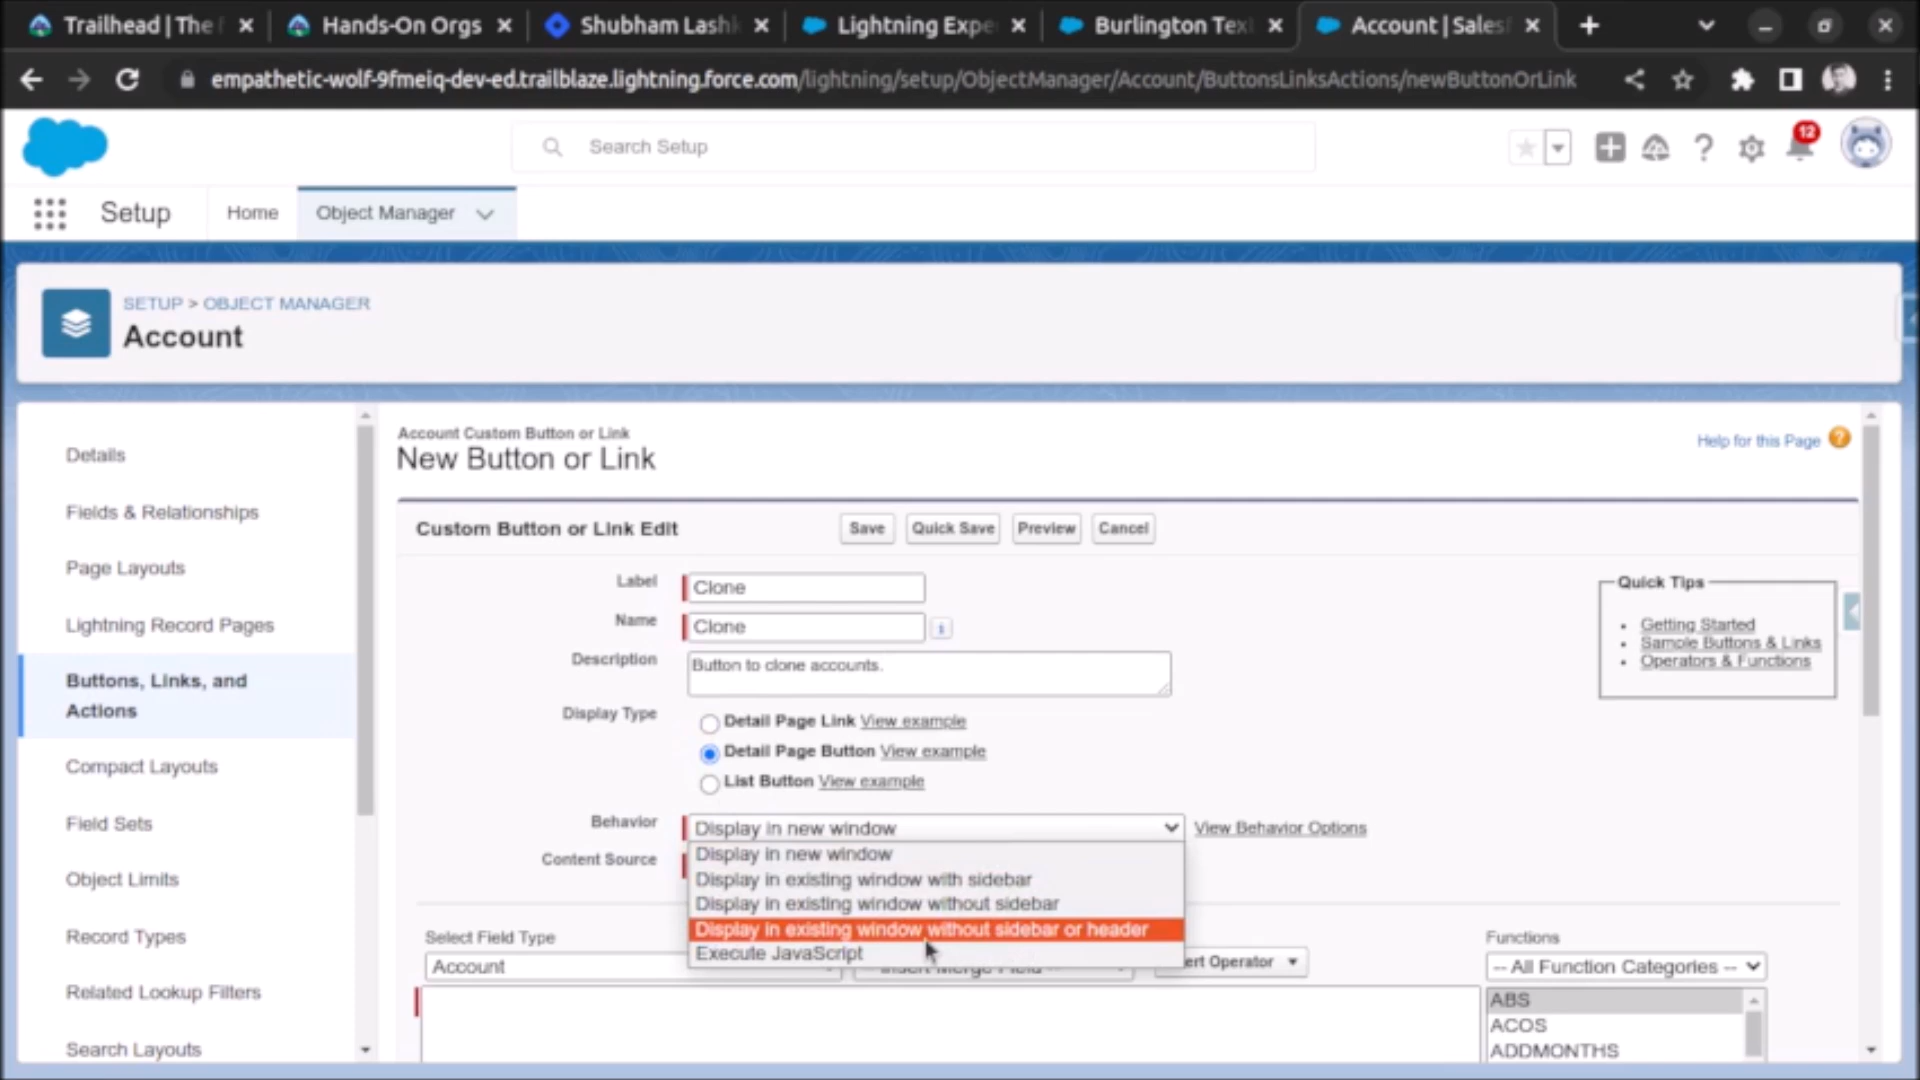 Trailhead | The
Hands-On Orgs
Shubham Lash
Lightning Expe
Burlington Tex
Account | Sales
empathetic-wolf-9fmeiq-dev-ed.trailblaze.lightning.force.com/lightning/setup/ObjectManager/Account/ButtonsLinksActions/newButtonOrLink
Search Setup
12
Setup
Home
Object Manager
SETUP > OBJECT MANAGER
Account
Details
Fields & Relationships
Page Layouts
Lightning Record Pages
Buttons, Links, and
Actions
Compact Layouts
Field Sets
Object Limits
Record Types
Related Lookup Filters
Search Layouts
Account Custom Button or Link
New Button or Link
Help for this Page
Custom Button or Link Edit
Save
Quick Save
Preview
Cancel
Label
Clone
Name
Clone
Description
Button to clone accounts.
Display Type
Detail Page Link View example
Detail Page Button View example
List Button View example
Quick Tips
Getting Started
Sample Buttons & Links
Operators & Functions
Behavior
Display in new window
View Behavior Options
Display in new window
Display in existing window with sidebar
Display in existing window without sidebar
Display in existing window without sidebar or header
Execute JavaScript
Content Source
Select Field Type
Account
Operator
Functions
-- All Function Categories --
ABS
ACOS
ADDMONTHS